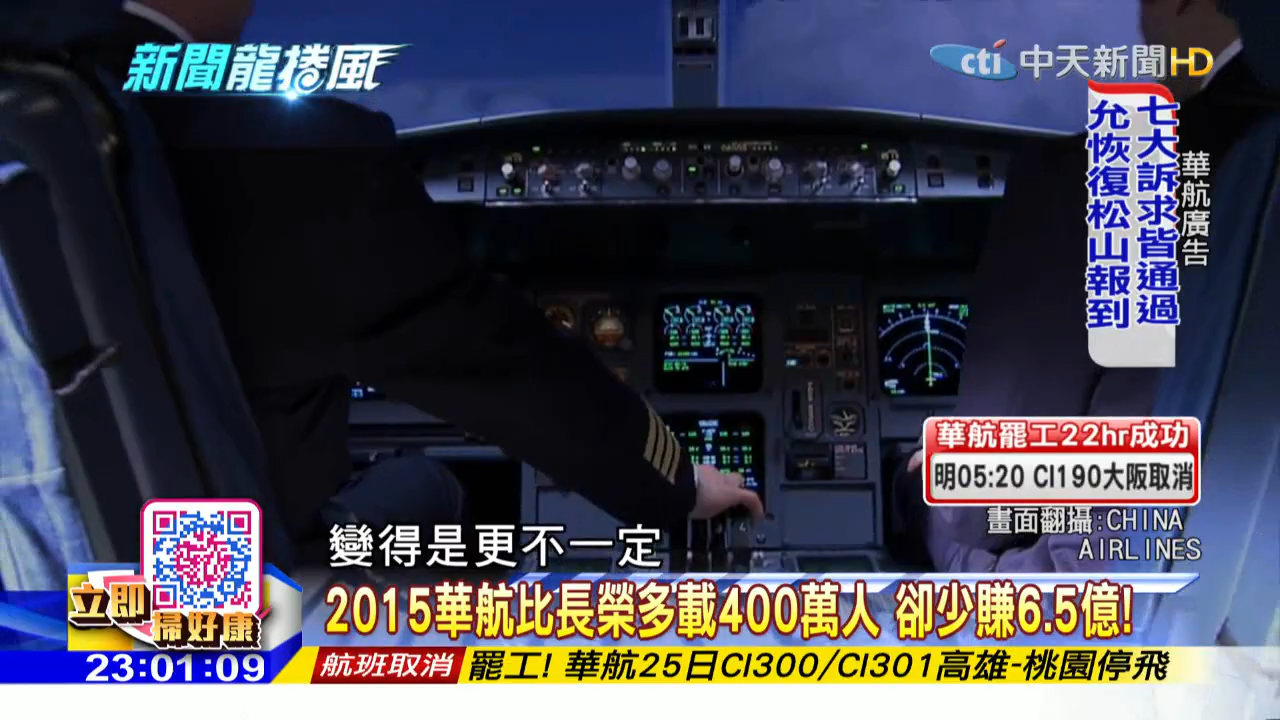 新聞龍捲風
cti 中天新聞HD
七大訴求皆通過
允恢復松山報到
華航廣告
華航罷工22hr成功
明05:20 CI190大阪取消
畫面翻攝:CHINA
AIRLINES
變得是更不一定
立即
掃好康
2015華航比長榮多載400萬人 卻少賺6.5億!
23:01:09
航班取消 罷工! 華航25日CI300/CI301高雄-桃園停飛